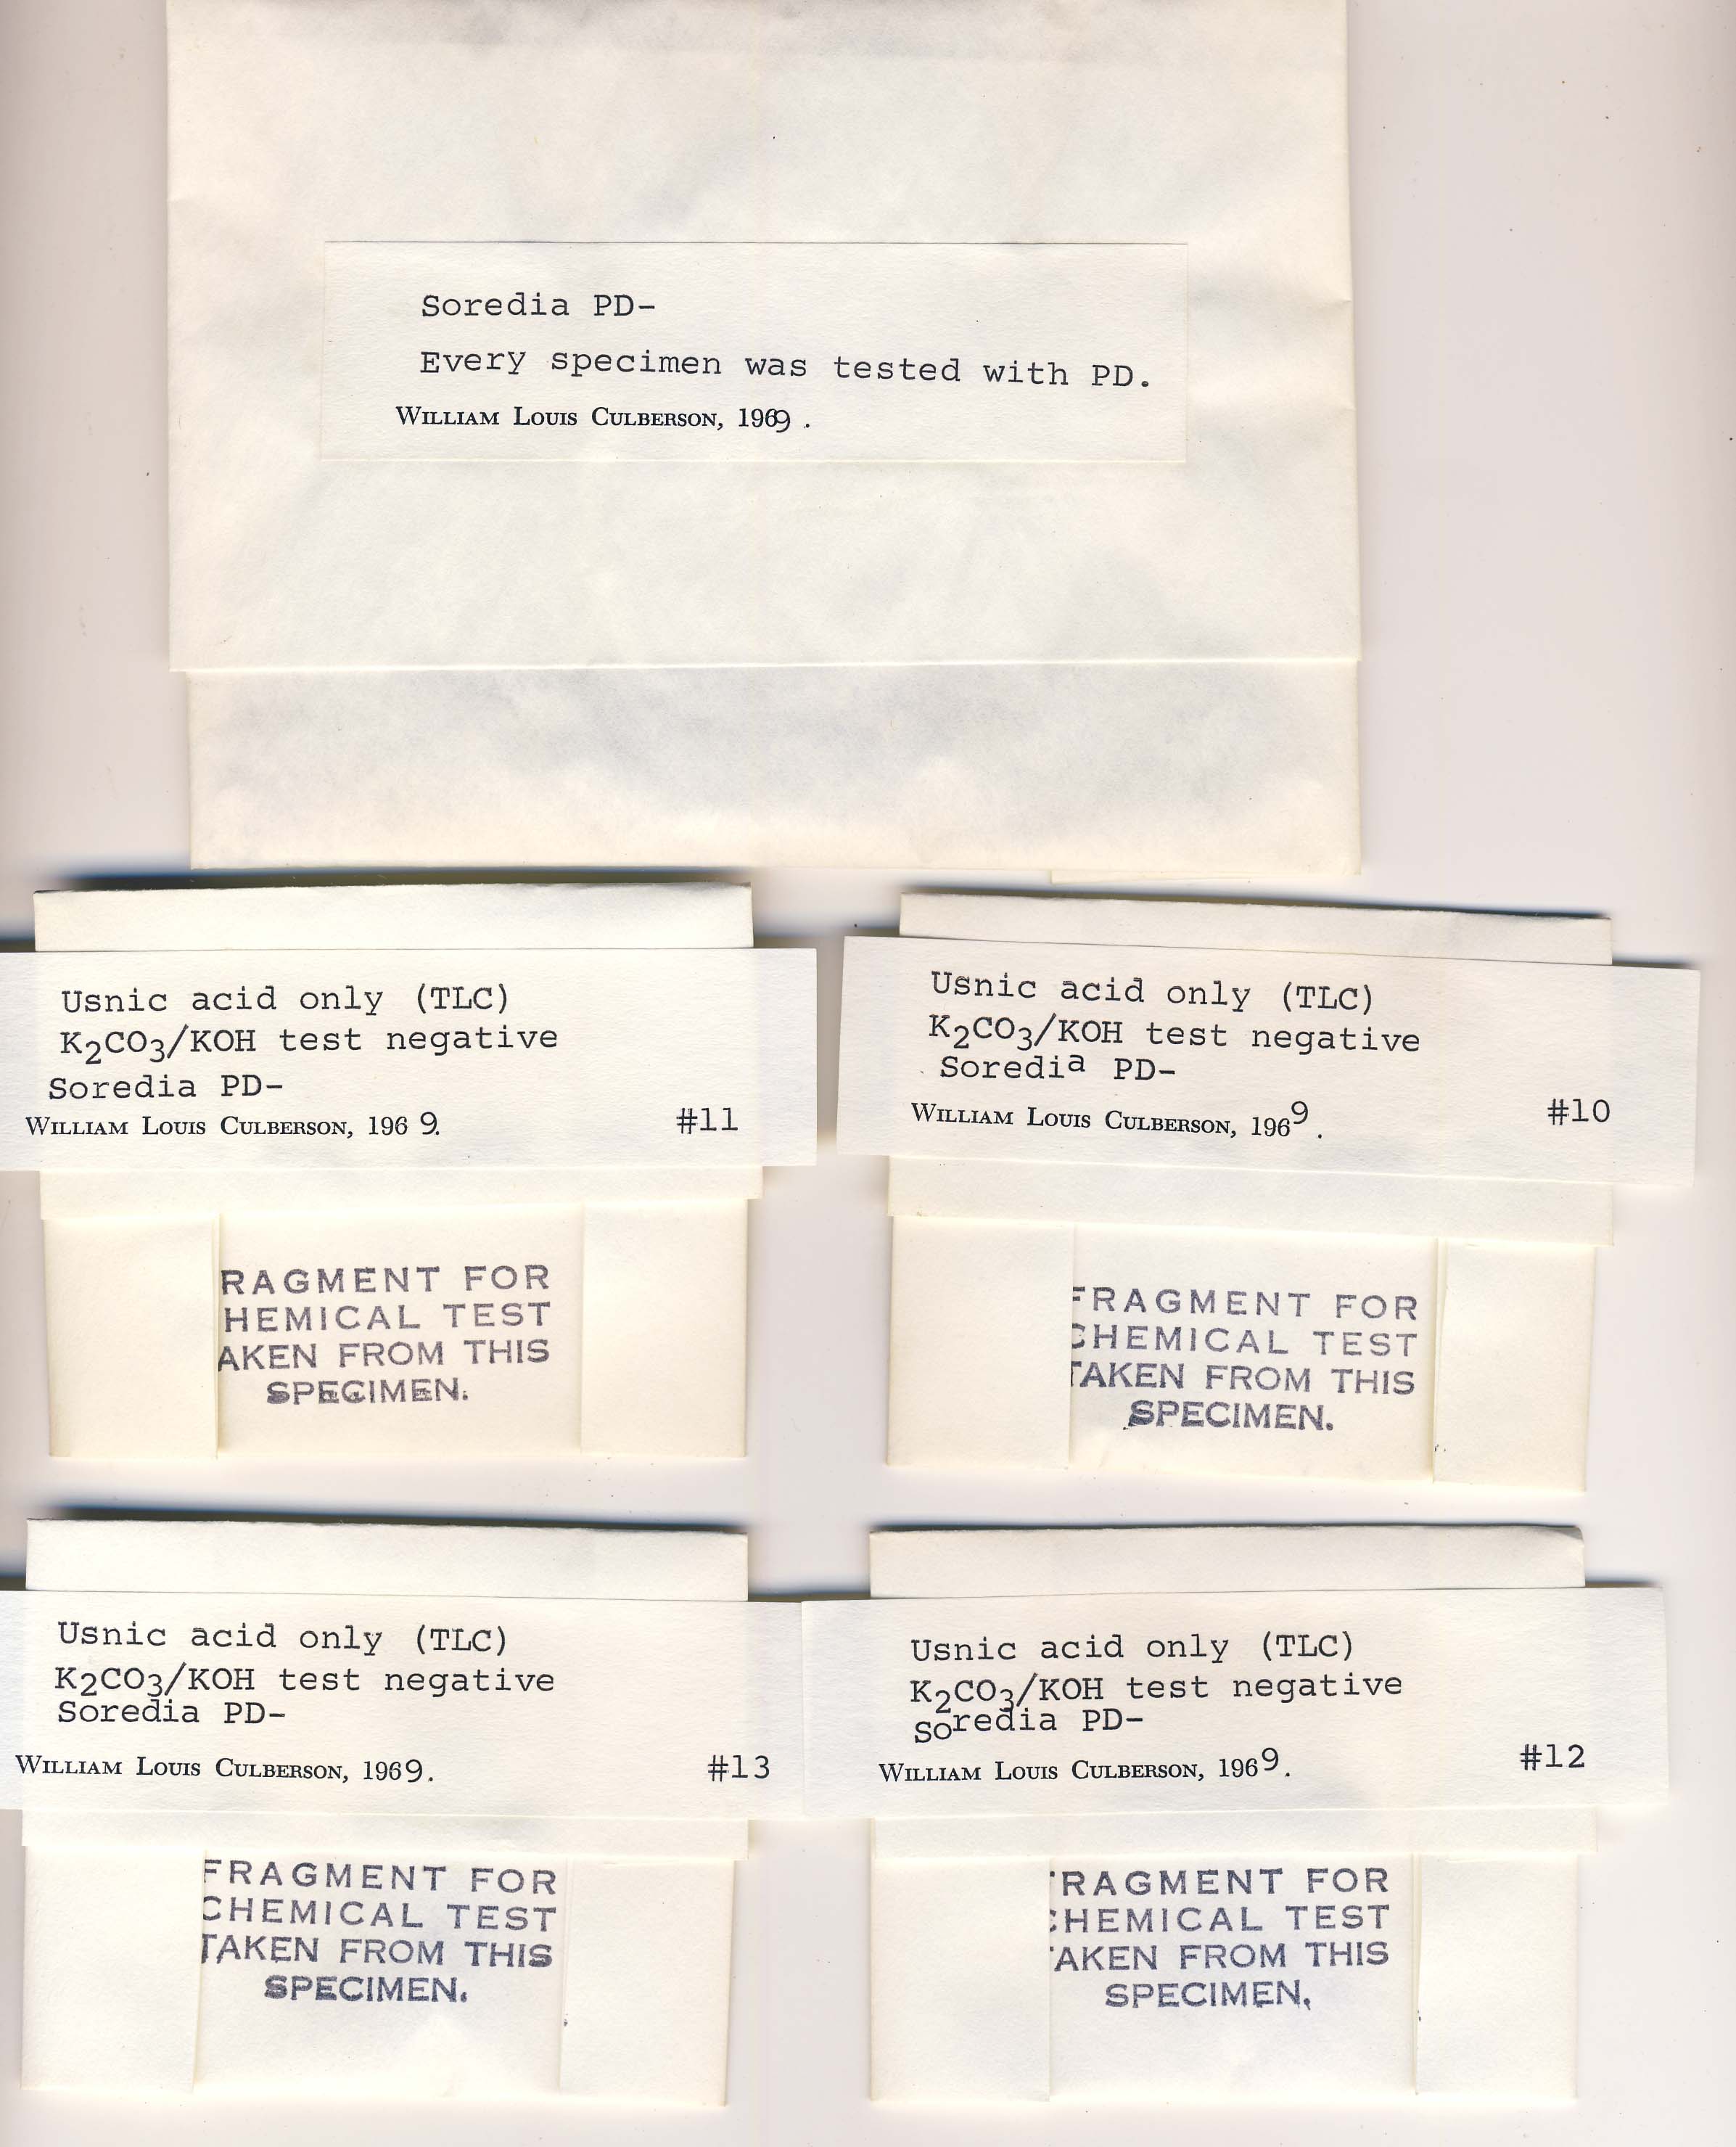 Soredia PD-
Every specimen was tested with PD.
WILLIAM LOUIS CULBERSON, 1969 .
Usnic acid only (TLC)
K₂CO₃/KOH test negative
Soredia PD-
WILLIAM LOUIS CULBERSON, 196 9.
#11
RAGMENT FOR
HEMICAL TEST
AKEN FROM THIS
SPECIMEN.
Usnic acid only (TLC)
K₂CO₃/KOH test negative
Soredia PD-
WILLIAM LOUIS CULBERSON, 1969.
#10
FRAGMENT FOR
CHEMICAL TEST
TAKEN FROM THIS
SPECIMEN.
Usnic acid only (TLC)
K₂CO₃/KOH test negative
Soredia PD-
WILLIAM LOUIS CULBERSON, 1969.
#13
FRAGMENT FOR
CHEMICAL TEST
TAKEN FROM THIS
SPECIMEN.
Usnic acid only (TLC)
K₂CO₃/KOH test negative
Soredia PD-
WILLIAM LOUIS CULBERSON, 1969.
#12
RAGMENT FOR
CHEMICAL TEST
TAKEN FROM THIS
SPECIMEN.